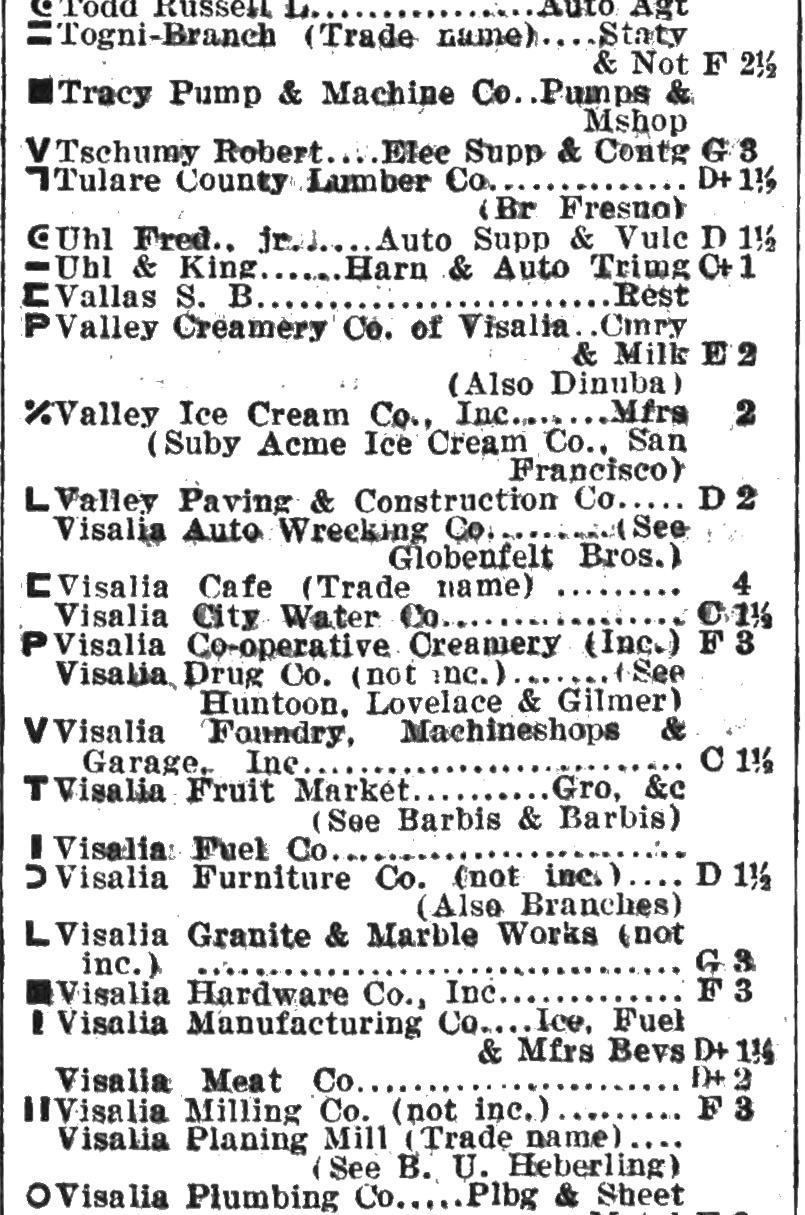 Todd Russell L.................Auto Agt
Togni-Branch (Trade name)....Staty
& Not F 2½
Tracy Pump & Machine Co..Pumps &
Mshop
V Tschumy Robert....Elec Supp & Contg G 3
Tulare County Lumber Co.............. D+ 1½
(Br Fresno)
Uhl Fred., jr.......Auto Supp & Vulc D 1½
Uhl & King......Harn & Auto Trimg C+ 1
Vallas S. B.........................Rest
P Valley Creamery Co. of Visalia..Cmry
& Milk E 2
(Also Dinuba)
% Valley Ice Cream Co., Inc.......Mfrs 2
(Suby Acme Ice Cream Co., San
Francisco)
L Valley Paving & Construction Co..... D 2
Visalia Auto Wrecking Co..........(See
Globenfelt Bros.)
Visalia Cafe (Trade name) ......... 4
Visalia City Water Co................. C 1½
P Visalia Co-operative Creamery (Inc.) F 3
Visalia Drug Co. (not inc.).......(See
Huntoon, Lovelace & Gilmer)
V Visalia Foundry, Machineshops &
Garage, Inc............................ C 1½
T Visalia Fruit Market..........Gro, &c
(See Barbis & Barbis)
Visalia Fuel Co........................
Visalia Furniture Co. (not inc.).... D 1½
(Also Branches)
L Visalia Granite & Marble Works (not
inc.) ................................ G 3
Visalia Hardware Co., Inc............. F 3
Visalia Manufacturing Co....Ice, Fuel
& Mfrs Bevs D+
Visalia Meat Co....................... D+ 2
Visalia Milling Co. (not inc.)......... F 3
Visalia Planing Mill (Trade name)....
(See B. U. Heberling)
O Visalia Plumbing Co.....Plbg & Sheet